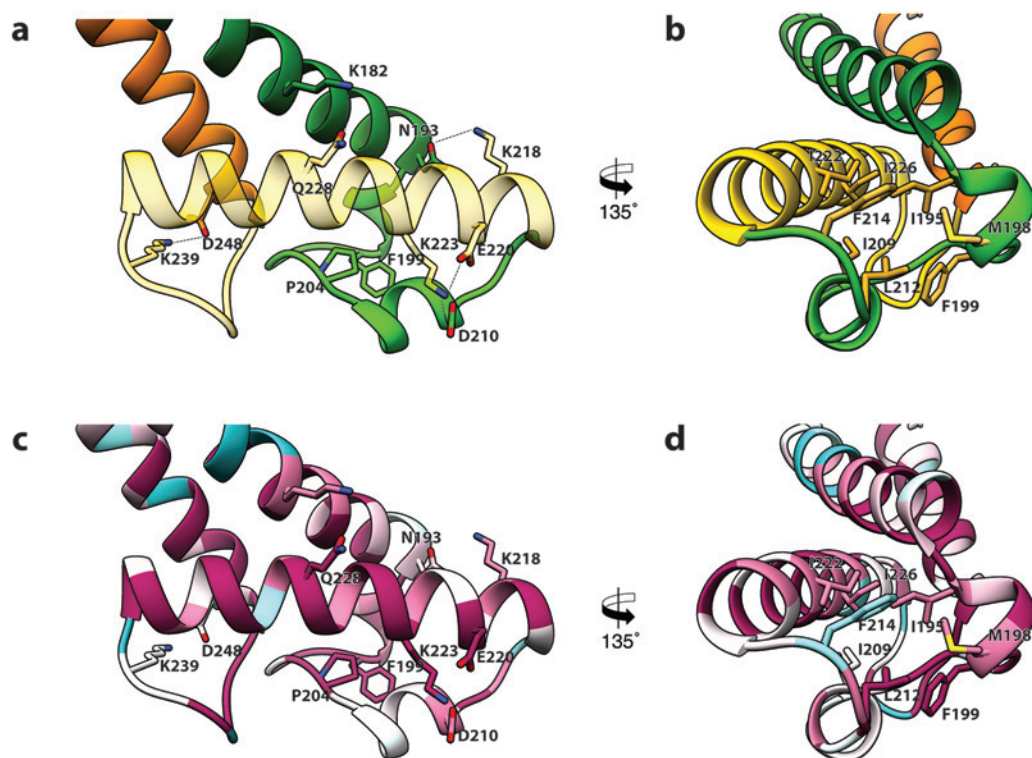 a
K182
N193
K218
Q228
K223
E220
D248
F199
K239
P204
D210
135°
b
I222
I226
F214
I195
M198
I209
L212
F199
c
N193
K218
Q228
K223
E220
D248
F199
K239
P204
D210
135°
d
I222
I226
F214
I195
M198
I209
L212
F199